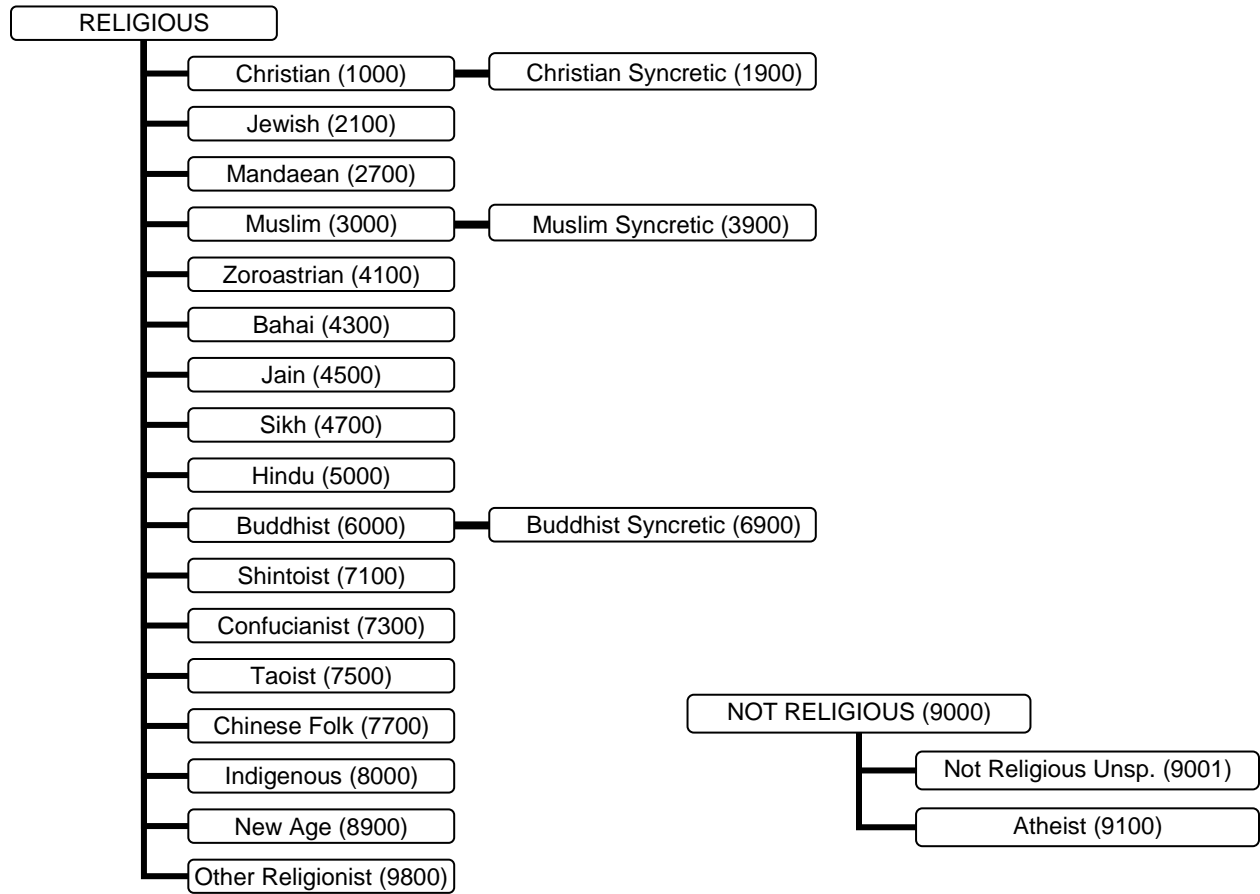 RELIGIOUS
Christian (1000)
Christian Syncretic (1900)
Jewish (2100)
Mandaean (2700)
Muslim (3000)
Muslim Syncretic (3900)
Zoroastrian (4100)
Bahai (4300)
Jain (4500)
Sikh (4700)
Hindu (5000)
Buddhist (6000)
Buddhist Syncretic (6900)
Shintoist (7100)
Confucianist (7300)
Taoist (7500)
Chinese Folk (7700)
Indigenous (8000)
New Age (8900)
Other Religionist (9800)
NOT RELIGIOUS (9000)
Not Religious Unsp. (9001)
Atheist (9100)